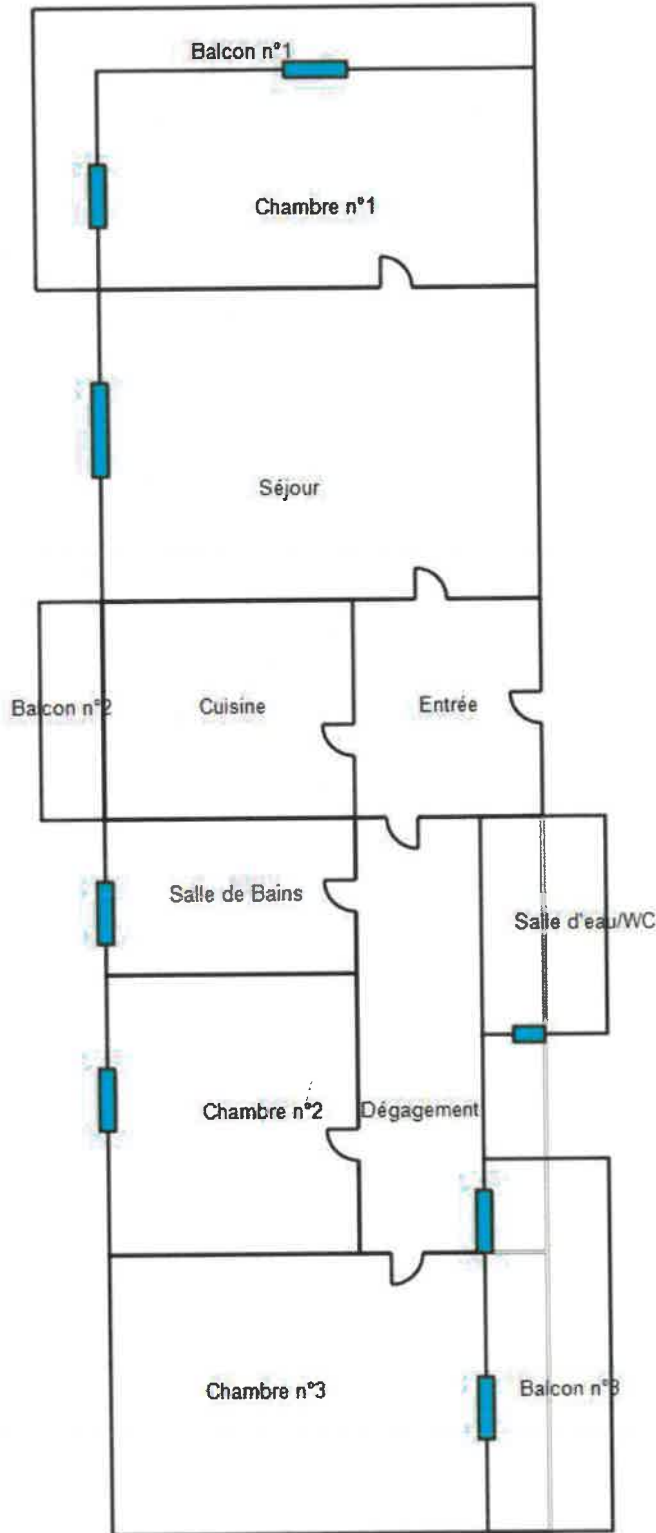 Balcon n°1
Chambre n°1
Séjour
Balcon n°2
Cuisine
Entrée
Salle de Bains
Salle d'eau/WC
Chambre n°2
Dégagement
Chambre n°3
Balcon n°3